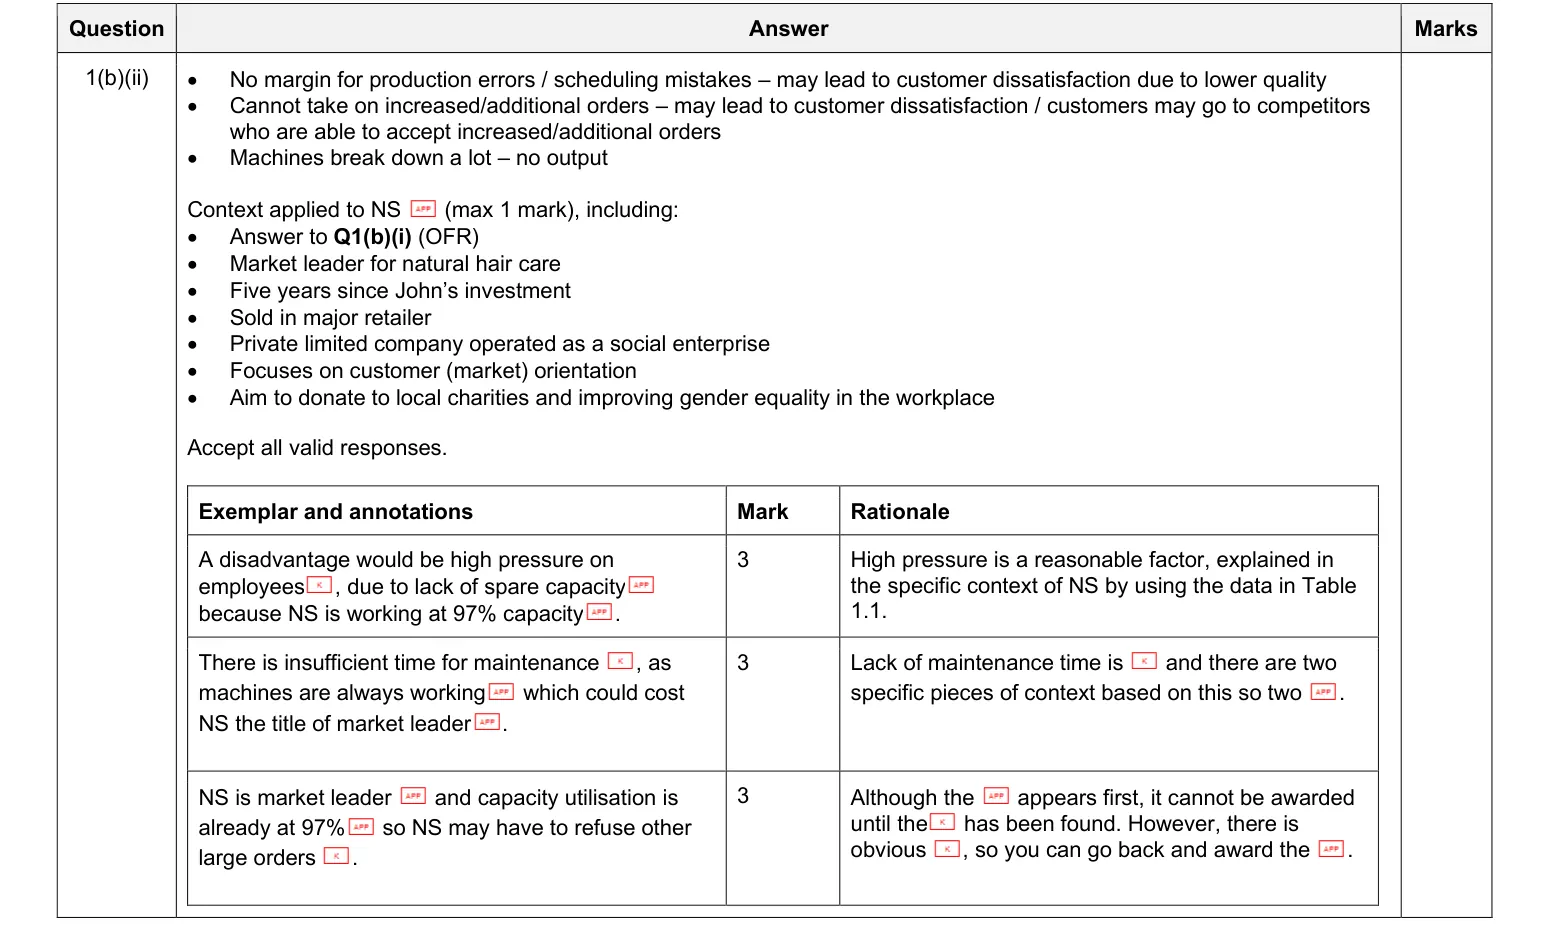 Question Answer Marks
1(b)(ii)
• No margin for production errors / scheduling mistakes – may lead to customer dissatisfaction due to lower quality
• Cannot take on increased/additional orders – may lead to customer dissatisfaction / customers may go to competitors
who are able to accept increased/additional orders
• Machines break down a lot – no output
Context applied to NS APP (max 1 mark), including:
• Answer to Q1(b)(i) (OFR)
• Market leader for natural hair care
• Five years since John’s investment
• Sold in major retailer
• Private limited company operated as a social enterprise
• Focuses on customer (market) orientation
• Aim to donate to local charities and improving gender equality in the workplace
Accept all valid responses.
Exemplar and annotations Mark Rationale
A disadvantage would be high pressure on
employees K , due to lack of spare capacity APP
because NS is working at 97% capacity APP .
3
High pressure is a reasonable factor, explained in
the specific context of NS by using the data in Table
1.1.
There is insufficient time for maintenance K , as
machines are always working APP which could cost
NS the title of market leader APP .
3
Lack of maintenance time is K and there are two
specific pieces of context based on this so two APP .
NS is market leader APP and capacity utilisation is
already at 97% APP so NS may have to refuse other
large orders K .
3
Although the APP appears first, it cannot be awarded
until the K has been found. However, there is
obvious K , so you can go back and award the APP .